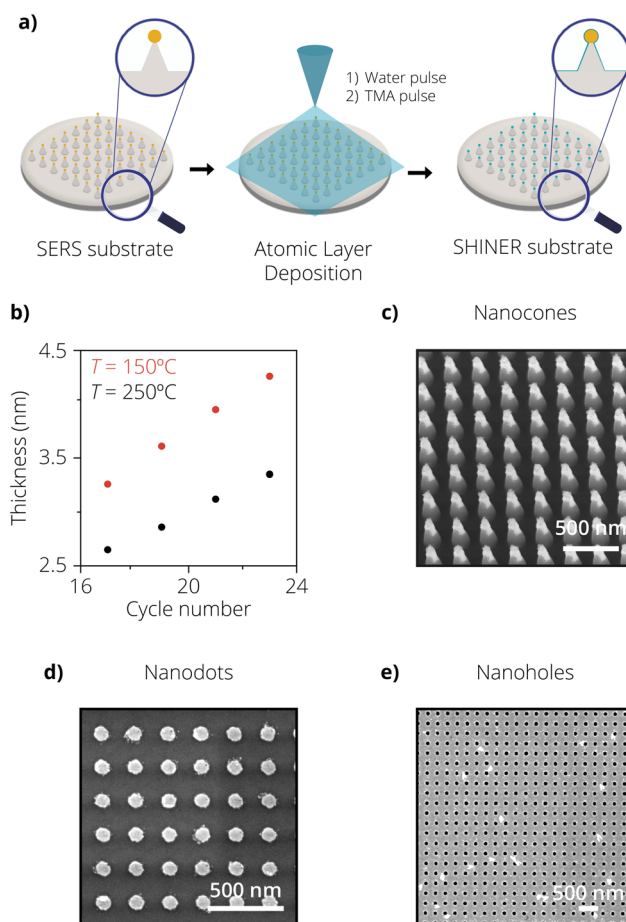 a)
1) Water pulse
2) TMA pulse
SERS substrate
Atomic Layer
Deposition
SHINER substrate
b)
4.5
T = 150ºC
T = 250ºC
3.5
2.5
Thickness (nm)
16
20
24
Cycle number
c)
Nanocones
500 nm
d)
Nanodots
500 nm
e)
Nanoholes
500 nm